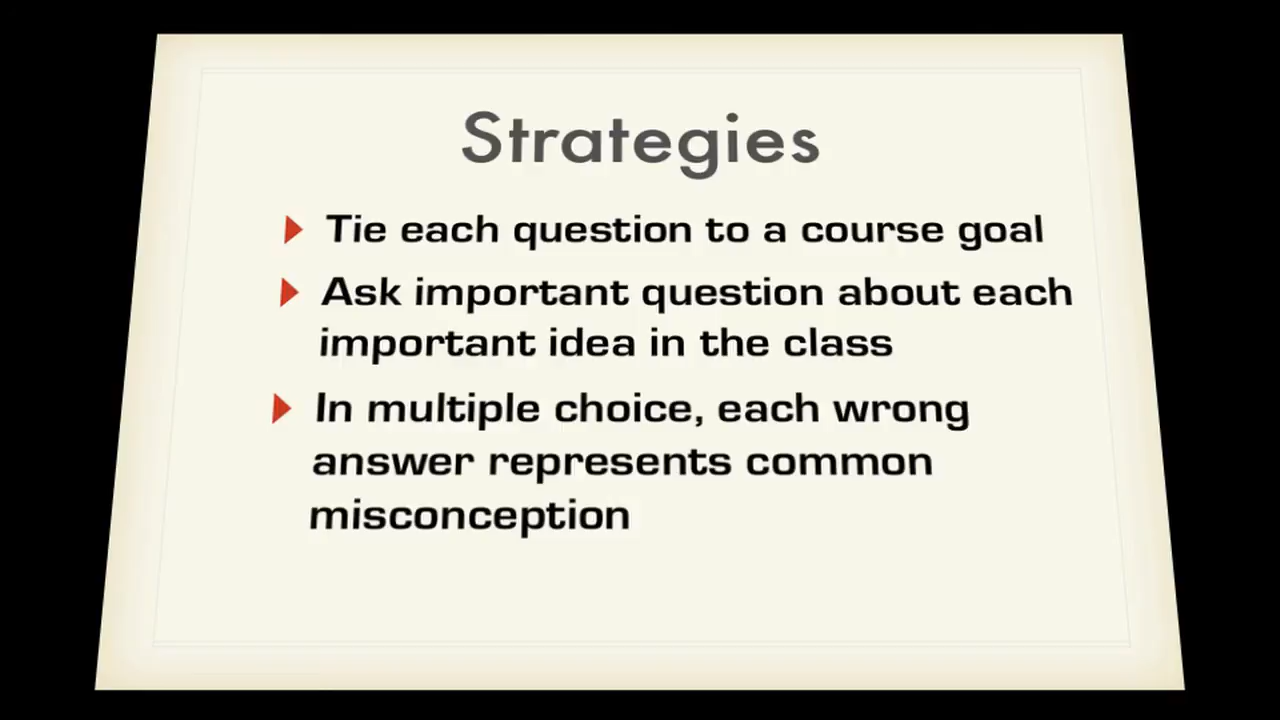 Strategies
Tie each question to a course goal
Ask important question about each
important idea in the class
In multiple choice, each wrong
answer represents common
misconception